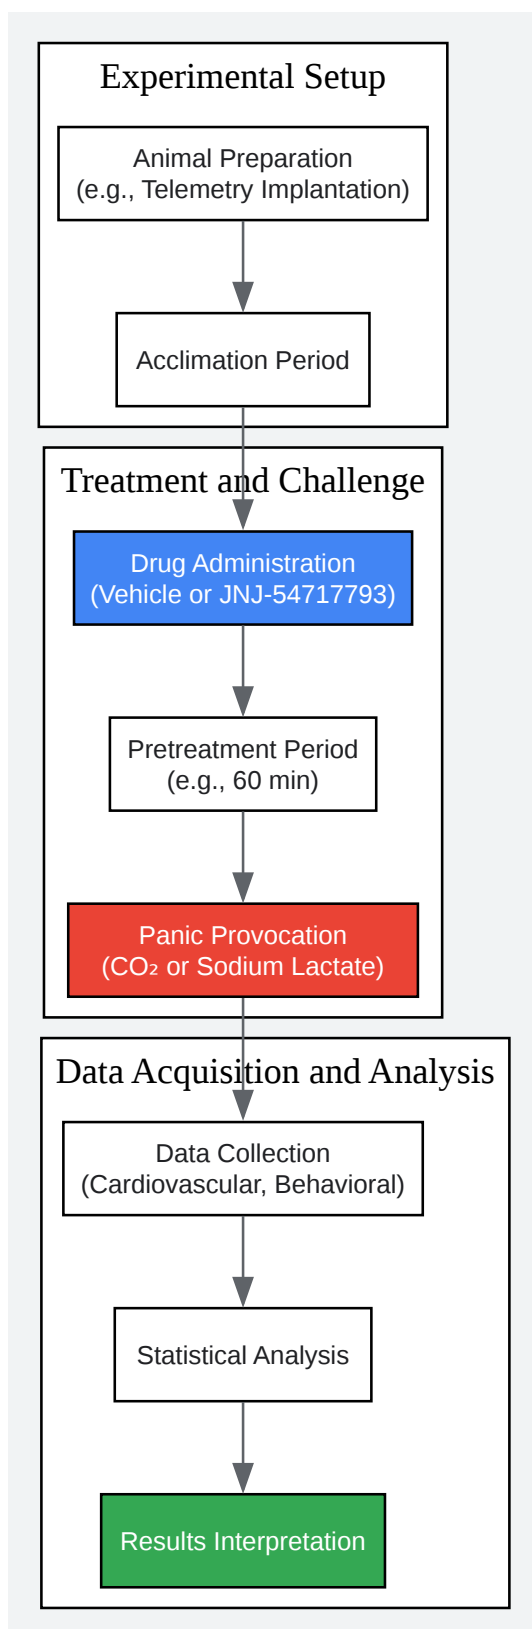 Experimental Setup
Animal Preparation
(e.g., Telemetry Implantation)
Acclimation Period
Treatment and Challenge
Drug Administration
(Vehicle or JNJ-54717793)
Pretreatment Period
(e.g., 60 min)
Panic Provocation
(CO₂ or Sodium Lactate)
Data Acquisition and Analysis
Data Collection
(Cardiovascular, Behavioral)
Statistical Analysis
Results Interpretation